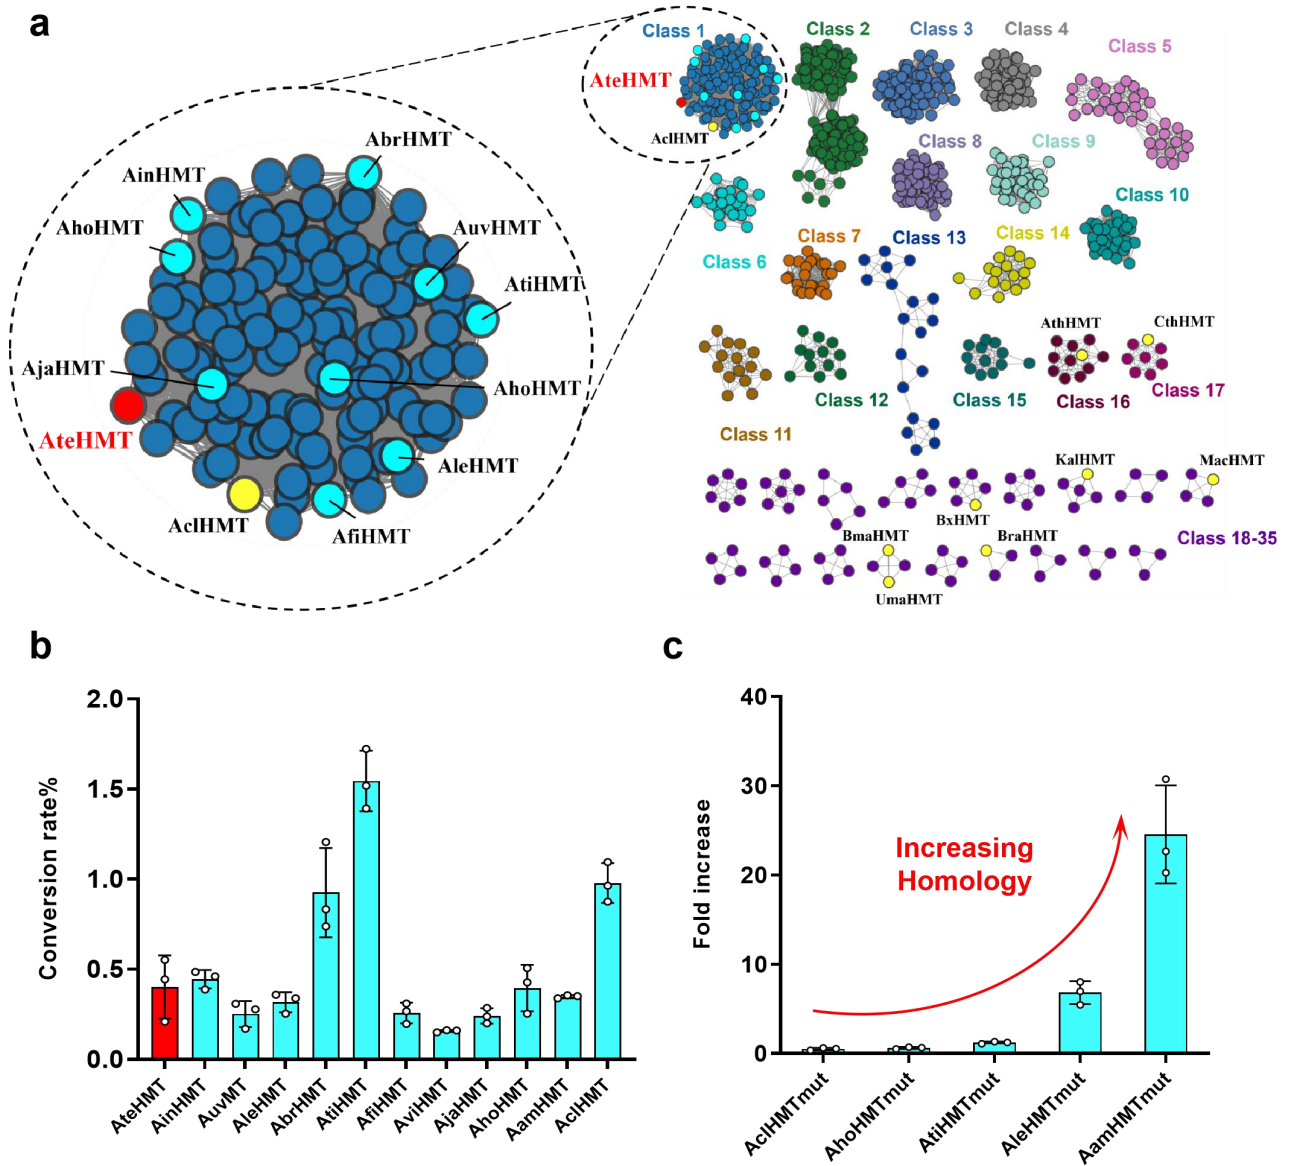 a
Class 1
Class 2
Class 3
Class 4
Class 5
AteHMT
AclHMT
Class 8
Class 9
Class 10
Class 6
Class 7
Class 13
Class 14
AthHMT
CthHMT
Class 12
Class 15
Class 16
Class 17
Class 11
KalHMT
MacHMT
BxHMT
BmaHMT
BraHMT
Class 18-35
UmaHMT
AbrHMT
AinHMT
AhoHMT
AuvHMT
AtiHMT
AjaHMT
AhoHMT
AteHMT
AleHMT
AclHMT
AfiHMT
b
Conversion rate%
2.0
1.5
1.0
0.5
0.0
AteHMT
AinHMT
AuvMT
AleHMT
AbrHMT
AtiHMT
AfiHMT
AviHMT
AjaHMT
AhoHMT
AamHMT
AclHMT
c
Fold increase
40
30
20
10
0
Increasing
Homology
AclHMTmut
AhoHMTmut
AtiHMTmut
AleHMTmut
AamHMTmut